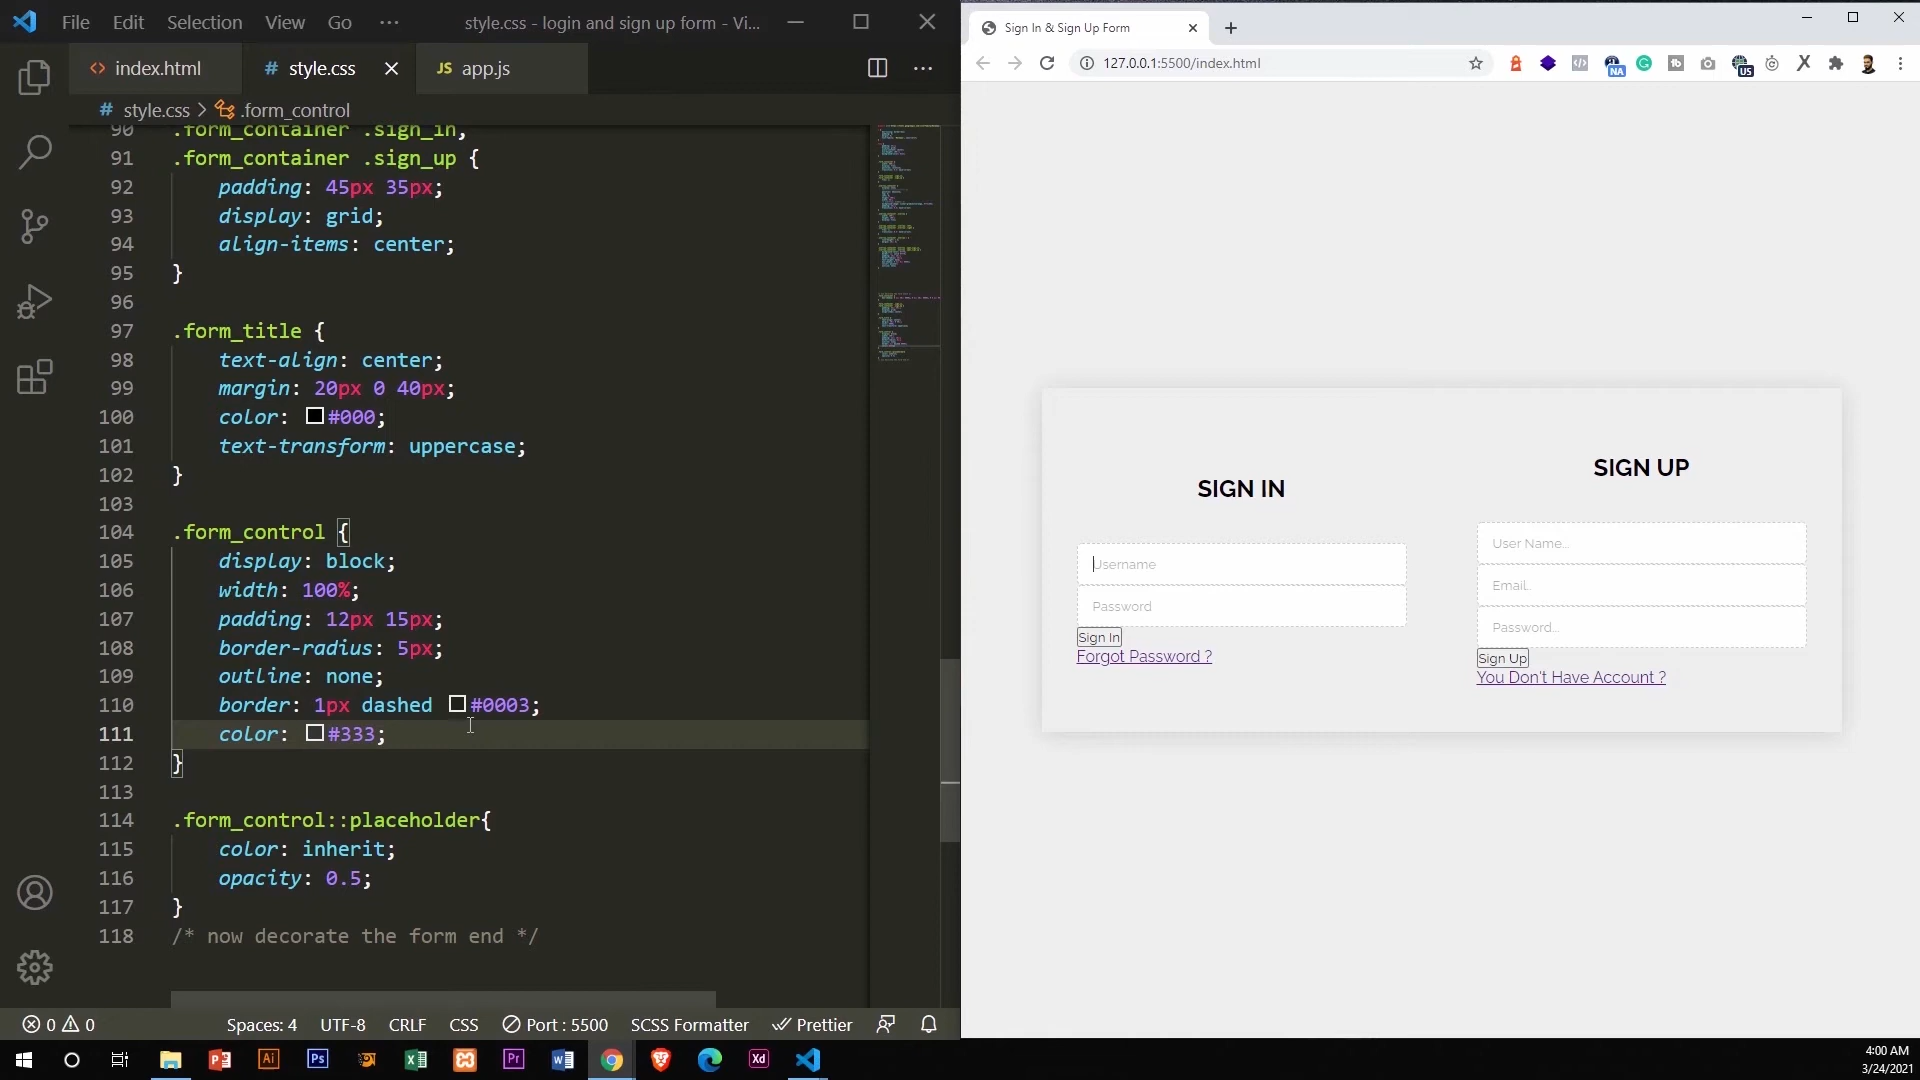 File Edit Selection View Go ··· style.css - login and sign up form - Vi...
index.html # style.css JS app.js
# style.css > .form_control
90 .form_container .sign_in,
91 .form_container .sign_up {
92 padding: 45px 35px;
93 display: grid;
94 align-items: center;
95 }
96
97 .form_title {
98 text-align: center;
99 margin: 20px 0 40px;
100 color: #000;
101 text-transform: uppercase;
102 }
103
104 .form_control {
105 display: block;
106 width: 100%;
107 padding: 12px 15px;
108 border-radius: 5px;
109 outline: none;
110 border: 1px dashed #0003;
111 color: #333;
112 }
113
114 .form_control::placeholder{
115 color: inherit;
116 opacity: 0.5;
117 }
118 /* now decorate the form end */
0 0 Spaces: 4 UTF-8 CRLF CSS Port : 5500 SCSS Formatter Prettier
Sign In & Sign Up Form
127.0.0.1:5500/index.html
NA
US
SIGN IN
Username
Password
Sign In
Forgot Password ?
SIGN UP
User Name...
Email..
Password...
Sign Up
You Don't Have Account ?
Ai Ps Pr Xd
4:00 AM
3/24/2021